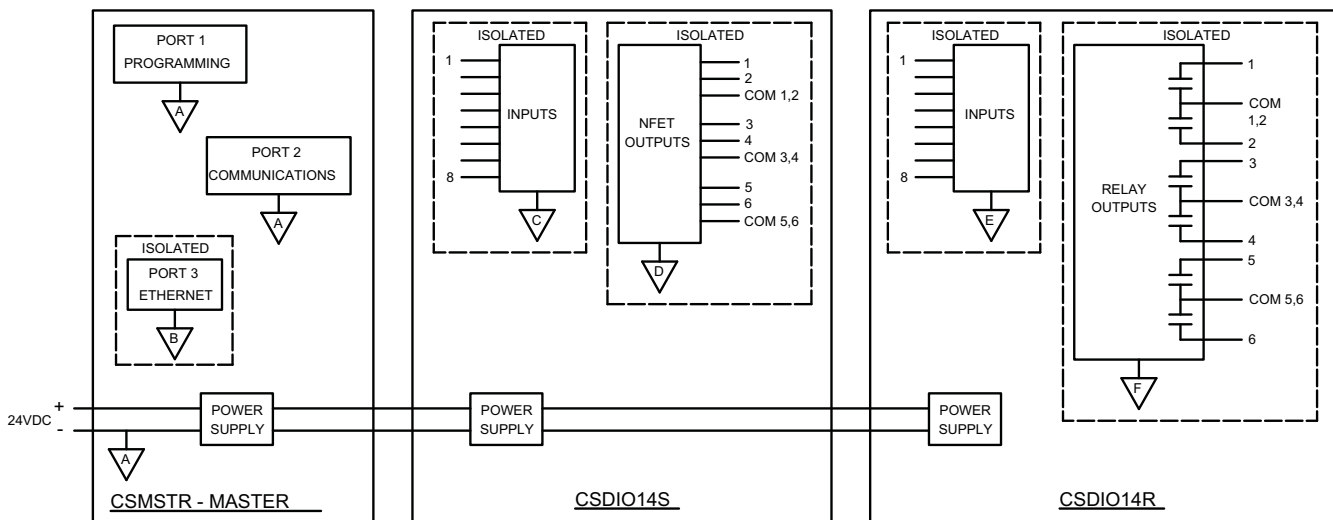 PORT 1
PROGRAMMING
A
PORT 2
COMMUNICATIONS
A
ISOLATED
PORT 3
ETHERNET
B
24VDC
+
-
A
POWER
SUPPLY
CSMSTR - MASTER
ISOLATED
1
8
INPUTS
C
ISOLATED
NFET
OUTPUTS
1
2
COM 1,2
3
4
COM 3,4
5
6
COM 5,6
D
POWER
SUPPLY
CSDIO14S
ISOLATED
1
8
INPUTS
E
ISOLATED
RELAY
OUTPUTS
1
COM
1,2
2
3
COM 3,4
4
5
COM 5,6
6
F
POWER
SUPPLY
CSDIO14R